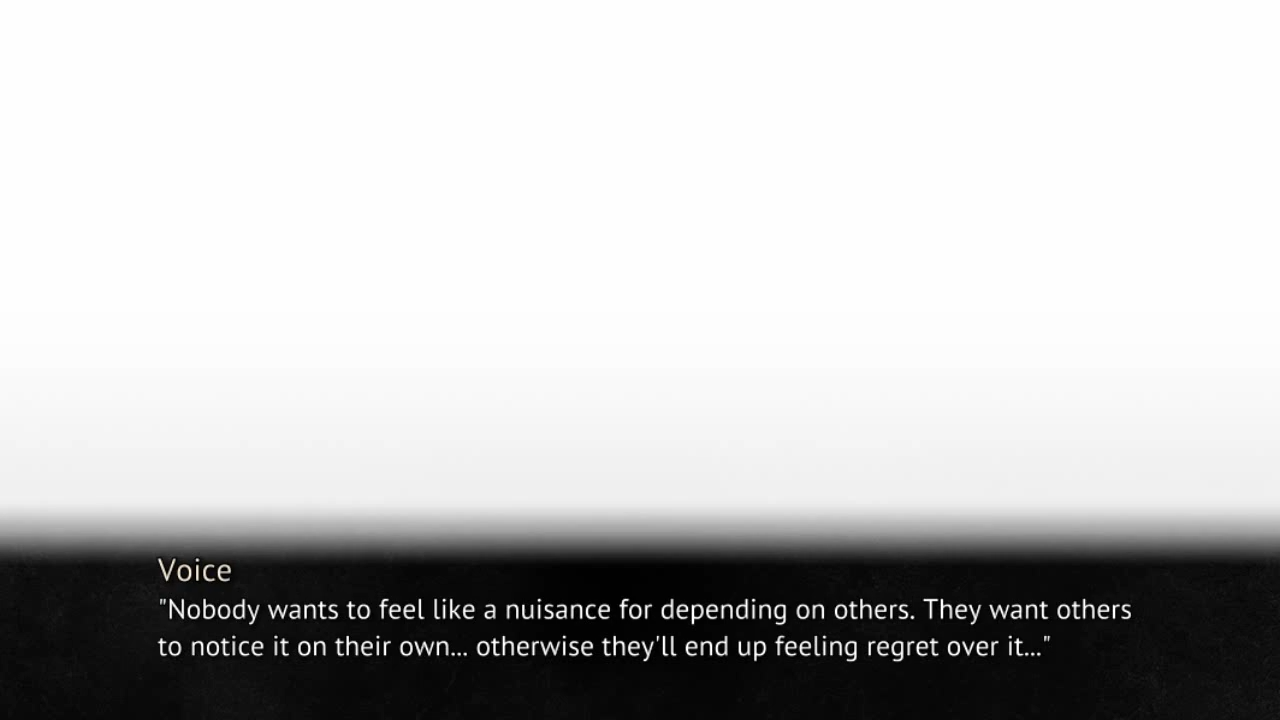 Voice
"Nobody wants to feel like a nuisance for depending on others. They want others
to notice it on their own... otherwise they'll end up feeling regret over it..."